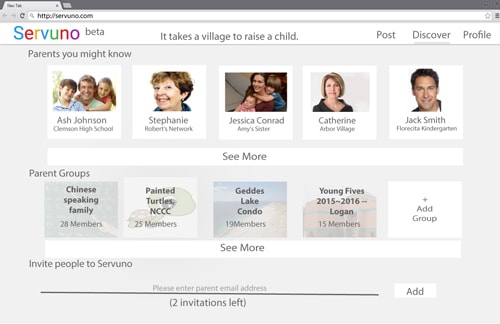 New Tab
http://servuno.com
Servuno beta
It takes a village to raise a child.
Post Discover Profile
Parents you might know
Ash Johnson
Clemson High School
Stephanie
Robert's Network
Jessica Conrad
Amy's Sister
Catherine
Arbor Village
Jack Smith
Florecita Kindergarten
See More
Parent Groups
Chinese
speaking
family
28 Members
Painted
Turtles,
NCCC
25 Members
Geddes
Lake
Condo
19Members
Young Fives
2015~2016 --
Logan
15 Members
+
Add
Group
See More
Invite people to Servuno
Please enter parent email address
Add
(2 invitations left)